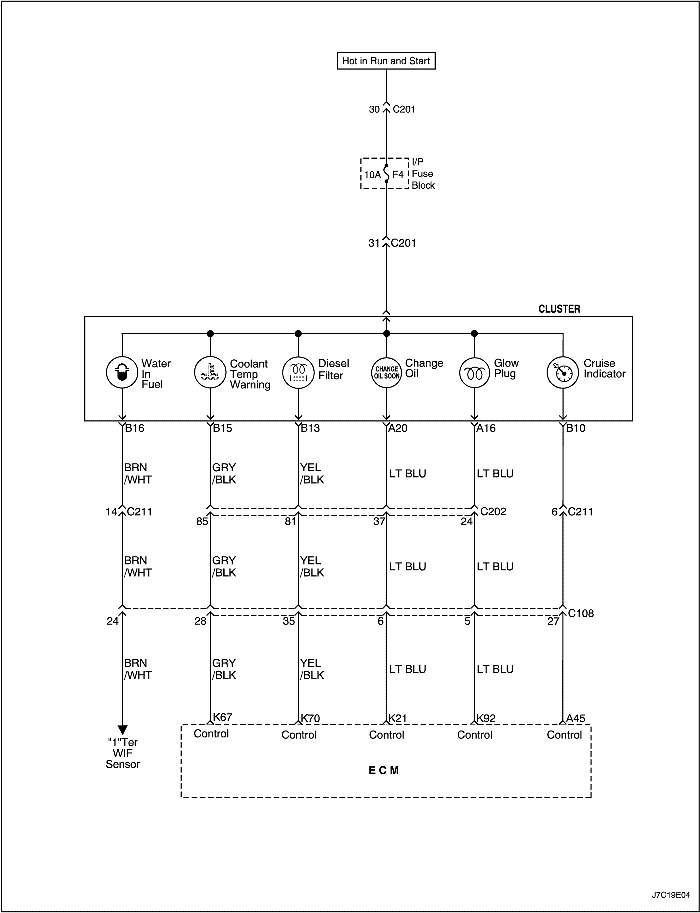 Hot in Run and Start
30 C201
I/P
10A F4 Fuse
Block
31 C201
CLUSTER
Water
In
Fuel
Coolant
Temp
Warning
Diesel
Filter
CHANGE
OIL SOON
Change
Oil
Glow
Plug
Cruise
Indicator
B16 B15 B13 A20 A16 B10
BRN
/WHT
GRY
/BLK
YEL
/BLK
LT BLU
LT BLU
14 C211
85 81 37 24 C202
6 C211
BRN
/WHT
GRY
/BLK
YEL
/BLK
LT BLU
LT BLU
24 28 35 6 5 27 C108
BRN
/WHT
GRY
/BLK
YEL
/BLK
LT BLU
LT BLU
K67 K70 K21 K92 A45
Control Control Control Control Control
"1"Ter
WIF
Sensor
ECM
J7C19E04